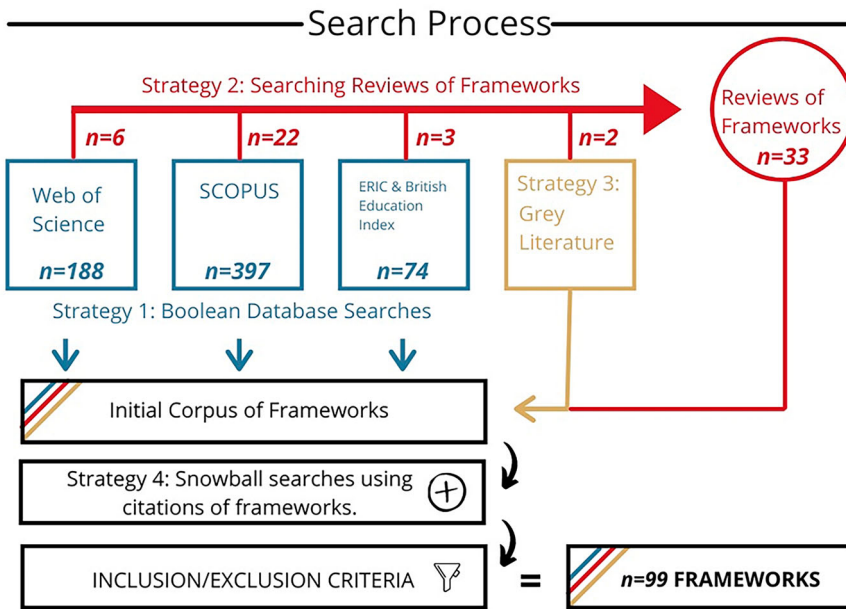 Search Process
Strategy 2: Searching Reviews of Frameworks
Reviews of
Frameworks
n=33
n=6
n=22
n=3
n=2
Web of
Science
n=188
SCOPUS
n=397
ERIC & British
Education
Index
n=74
Strategy 3:
Grey
Literature
Strategy 1: Boolean Database Searches
Initial Corpus of Frameworks
Strategy 4: Snowball searches using
citations of frameworks.
INCLUSION/EXCLUSION CRITERIA
=
n=99 FRAMEWORKS